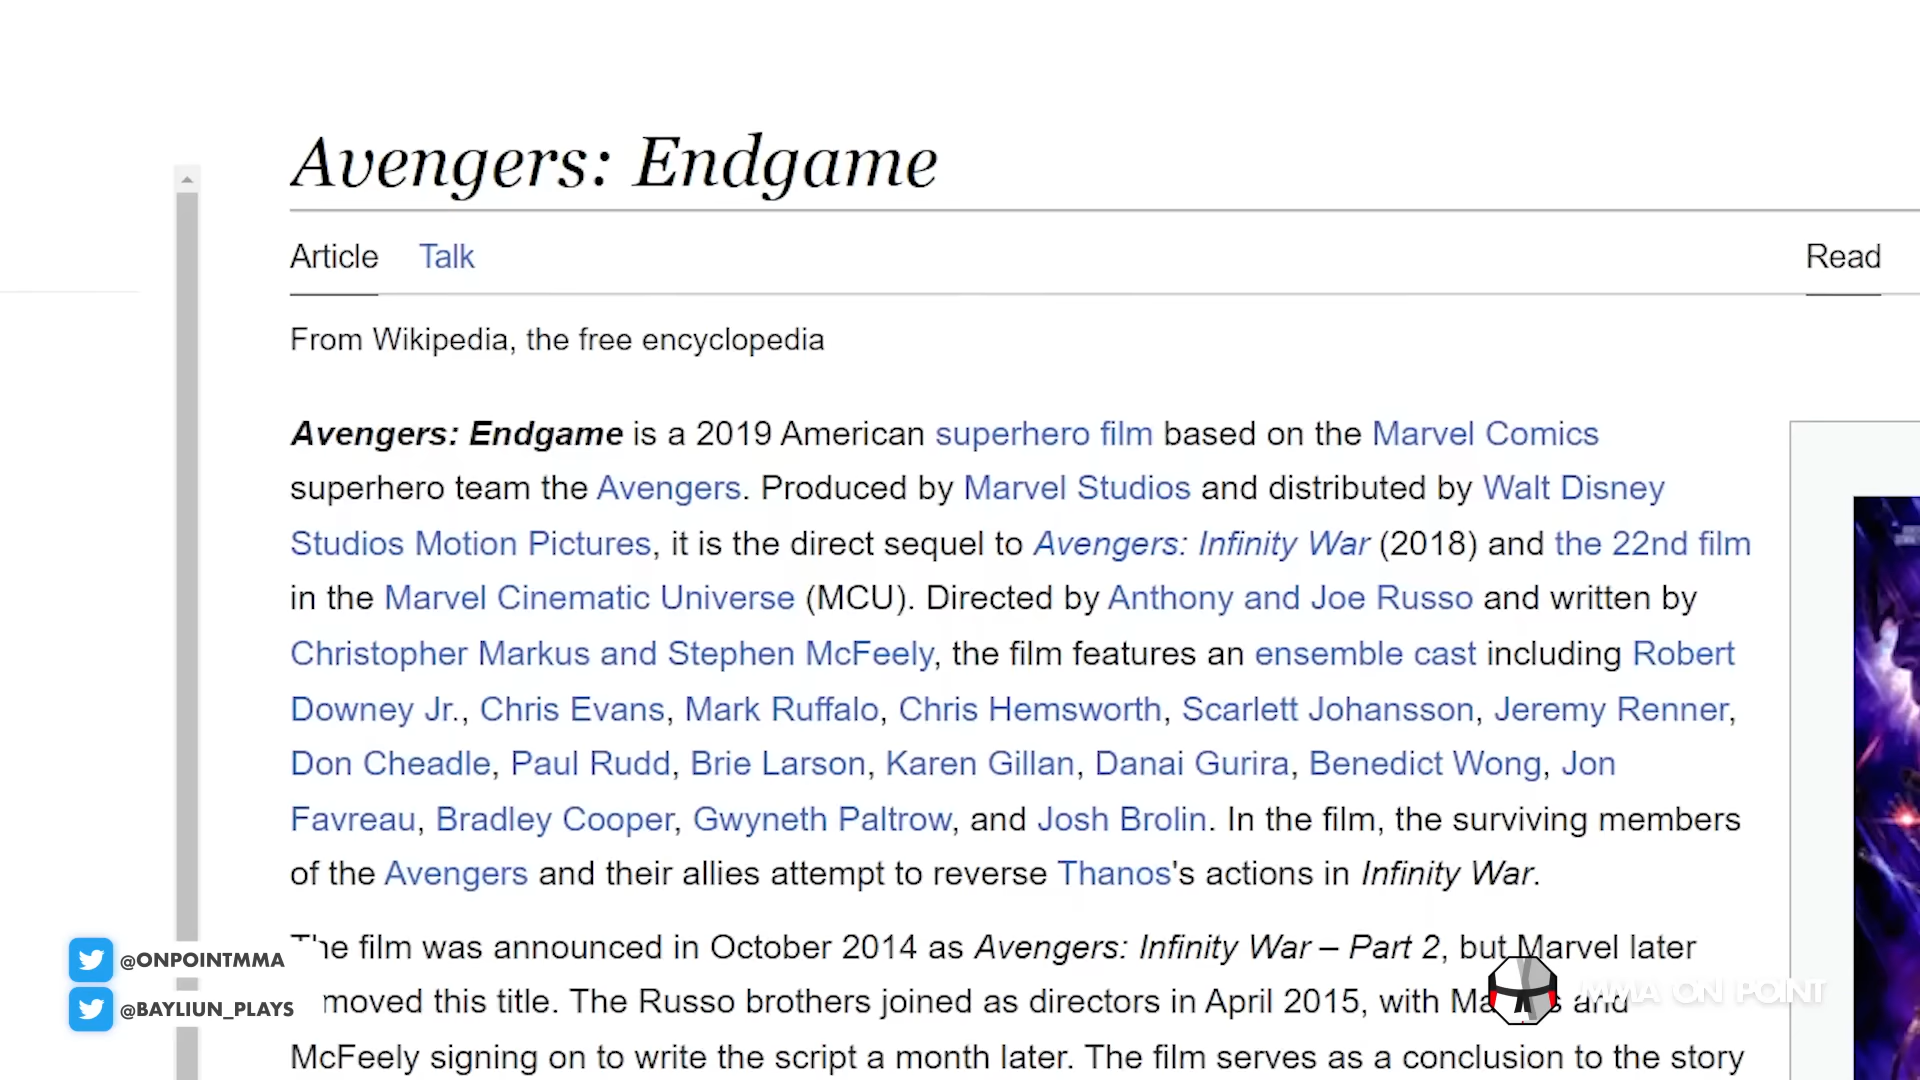 Avengers: Endgame
Article Talk Read
From Wikipedia, the free encyclopedia
Avengers: Endgame is a 2019 American superhero film based on the Marvel Comics
superhero team the Avengers. Produced by Marvel Studios and distributed by Walt Disney
Studios Motion Pictures, it is the direct sequel to Avengers: Infinity War (2018) and the 22nd film
in the Marvel Cinematic Universe (MCU). Directed by Anthony and Joe Russo and written by
Christopher Markus and Stephen McFeely, the film features an ensemble cast including Robert
Downey Jr., Chris Evans, Mark Ruffalo, Chris Hemsworth, Scarlett Johansson, Jeremy Renner,
Don Cheadle, Paul Rudd, Brie Larson, Karen Gillan, Danai Gurira, Benedict Wong, Jon
Favreau, Bradley Cooper, Gwyneth Paltrow, and Josh Brolin. In the film, the surviving members
of the Avengers and their allies attempt to reverse Thanos's actions in Infinity War.
The film was announced in October 2014 as Avengers: Infinity War – Part 2, but Marvel later
moved this title. The Russo brothers joined as directors in April 2015, with and
McFeely signing on to write the script a month later. The film serves as a conclusion to the story
@ONPOINTMMA
@BAYLIUN_PLAYS
MMA ON POINT